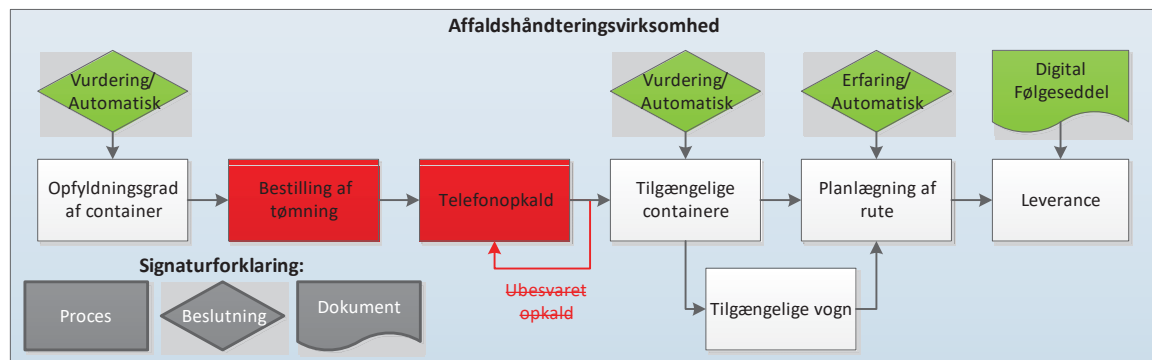 Affaldshåndteringsvirksomhed
Vurdering/
Automatisk
Vurdering/
Automatisk
Erfaring/
Automatisk
Digital
Følgeseddel
Opfyldningsgrad
af container
Bestilling af
tømning
Telefonopkald
Tilgængelige
containere
Planlægning af
rute
Leverance
Ubesvaret
opkald
Tilgængelige vogn
Signaturforklaring:
Proces
Beslutning
Dokument